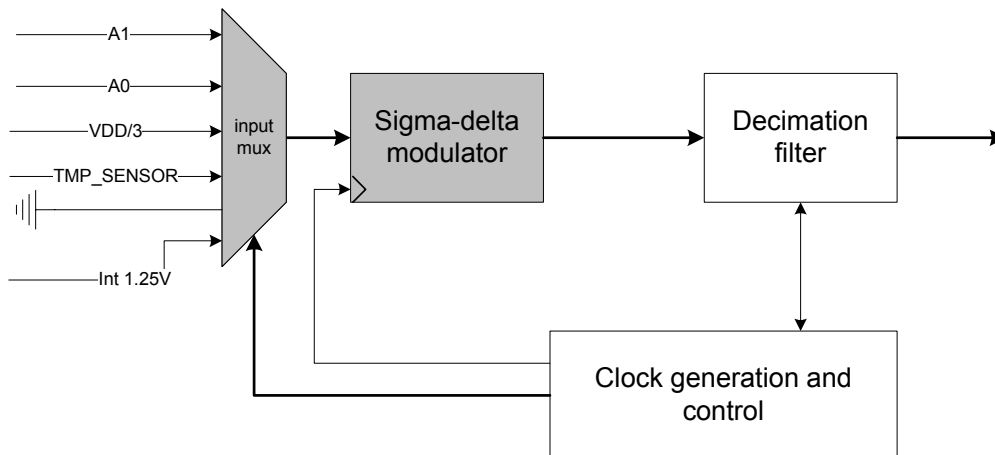 A1
A0
VDD/3
TMP_SENSOR
Int 1.25V
input
mux
Sigma-delta
modulator
Decimation
filter
Clock generation and
control